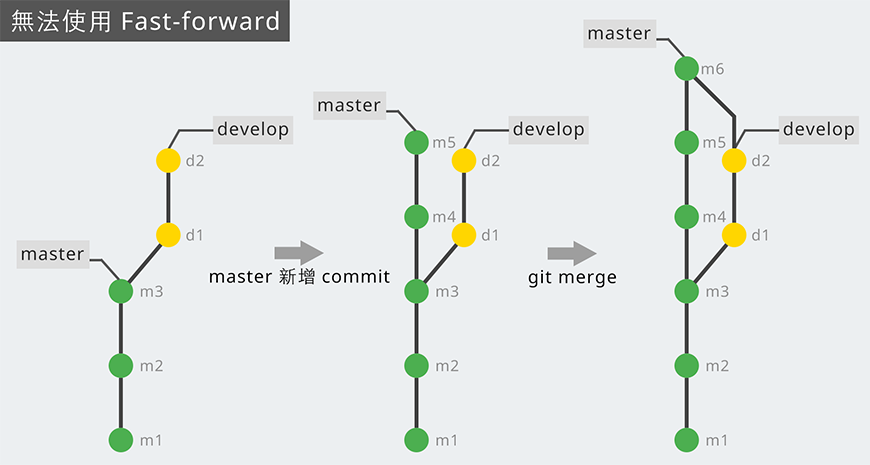 無法使用 Fast-forward
develop
d2
d1
master
m3
m2
m1
master 新增 commit
master
m5
develop
d2
m4
d1
m3
m2
m1
git merge
master
m6
develop
m5
d2
m4
d1
m3
m2
m1